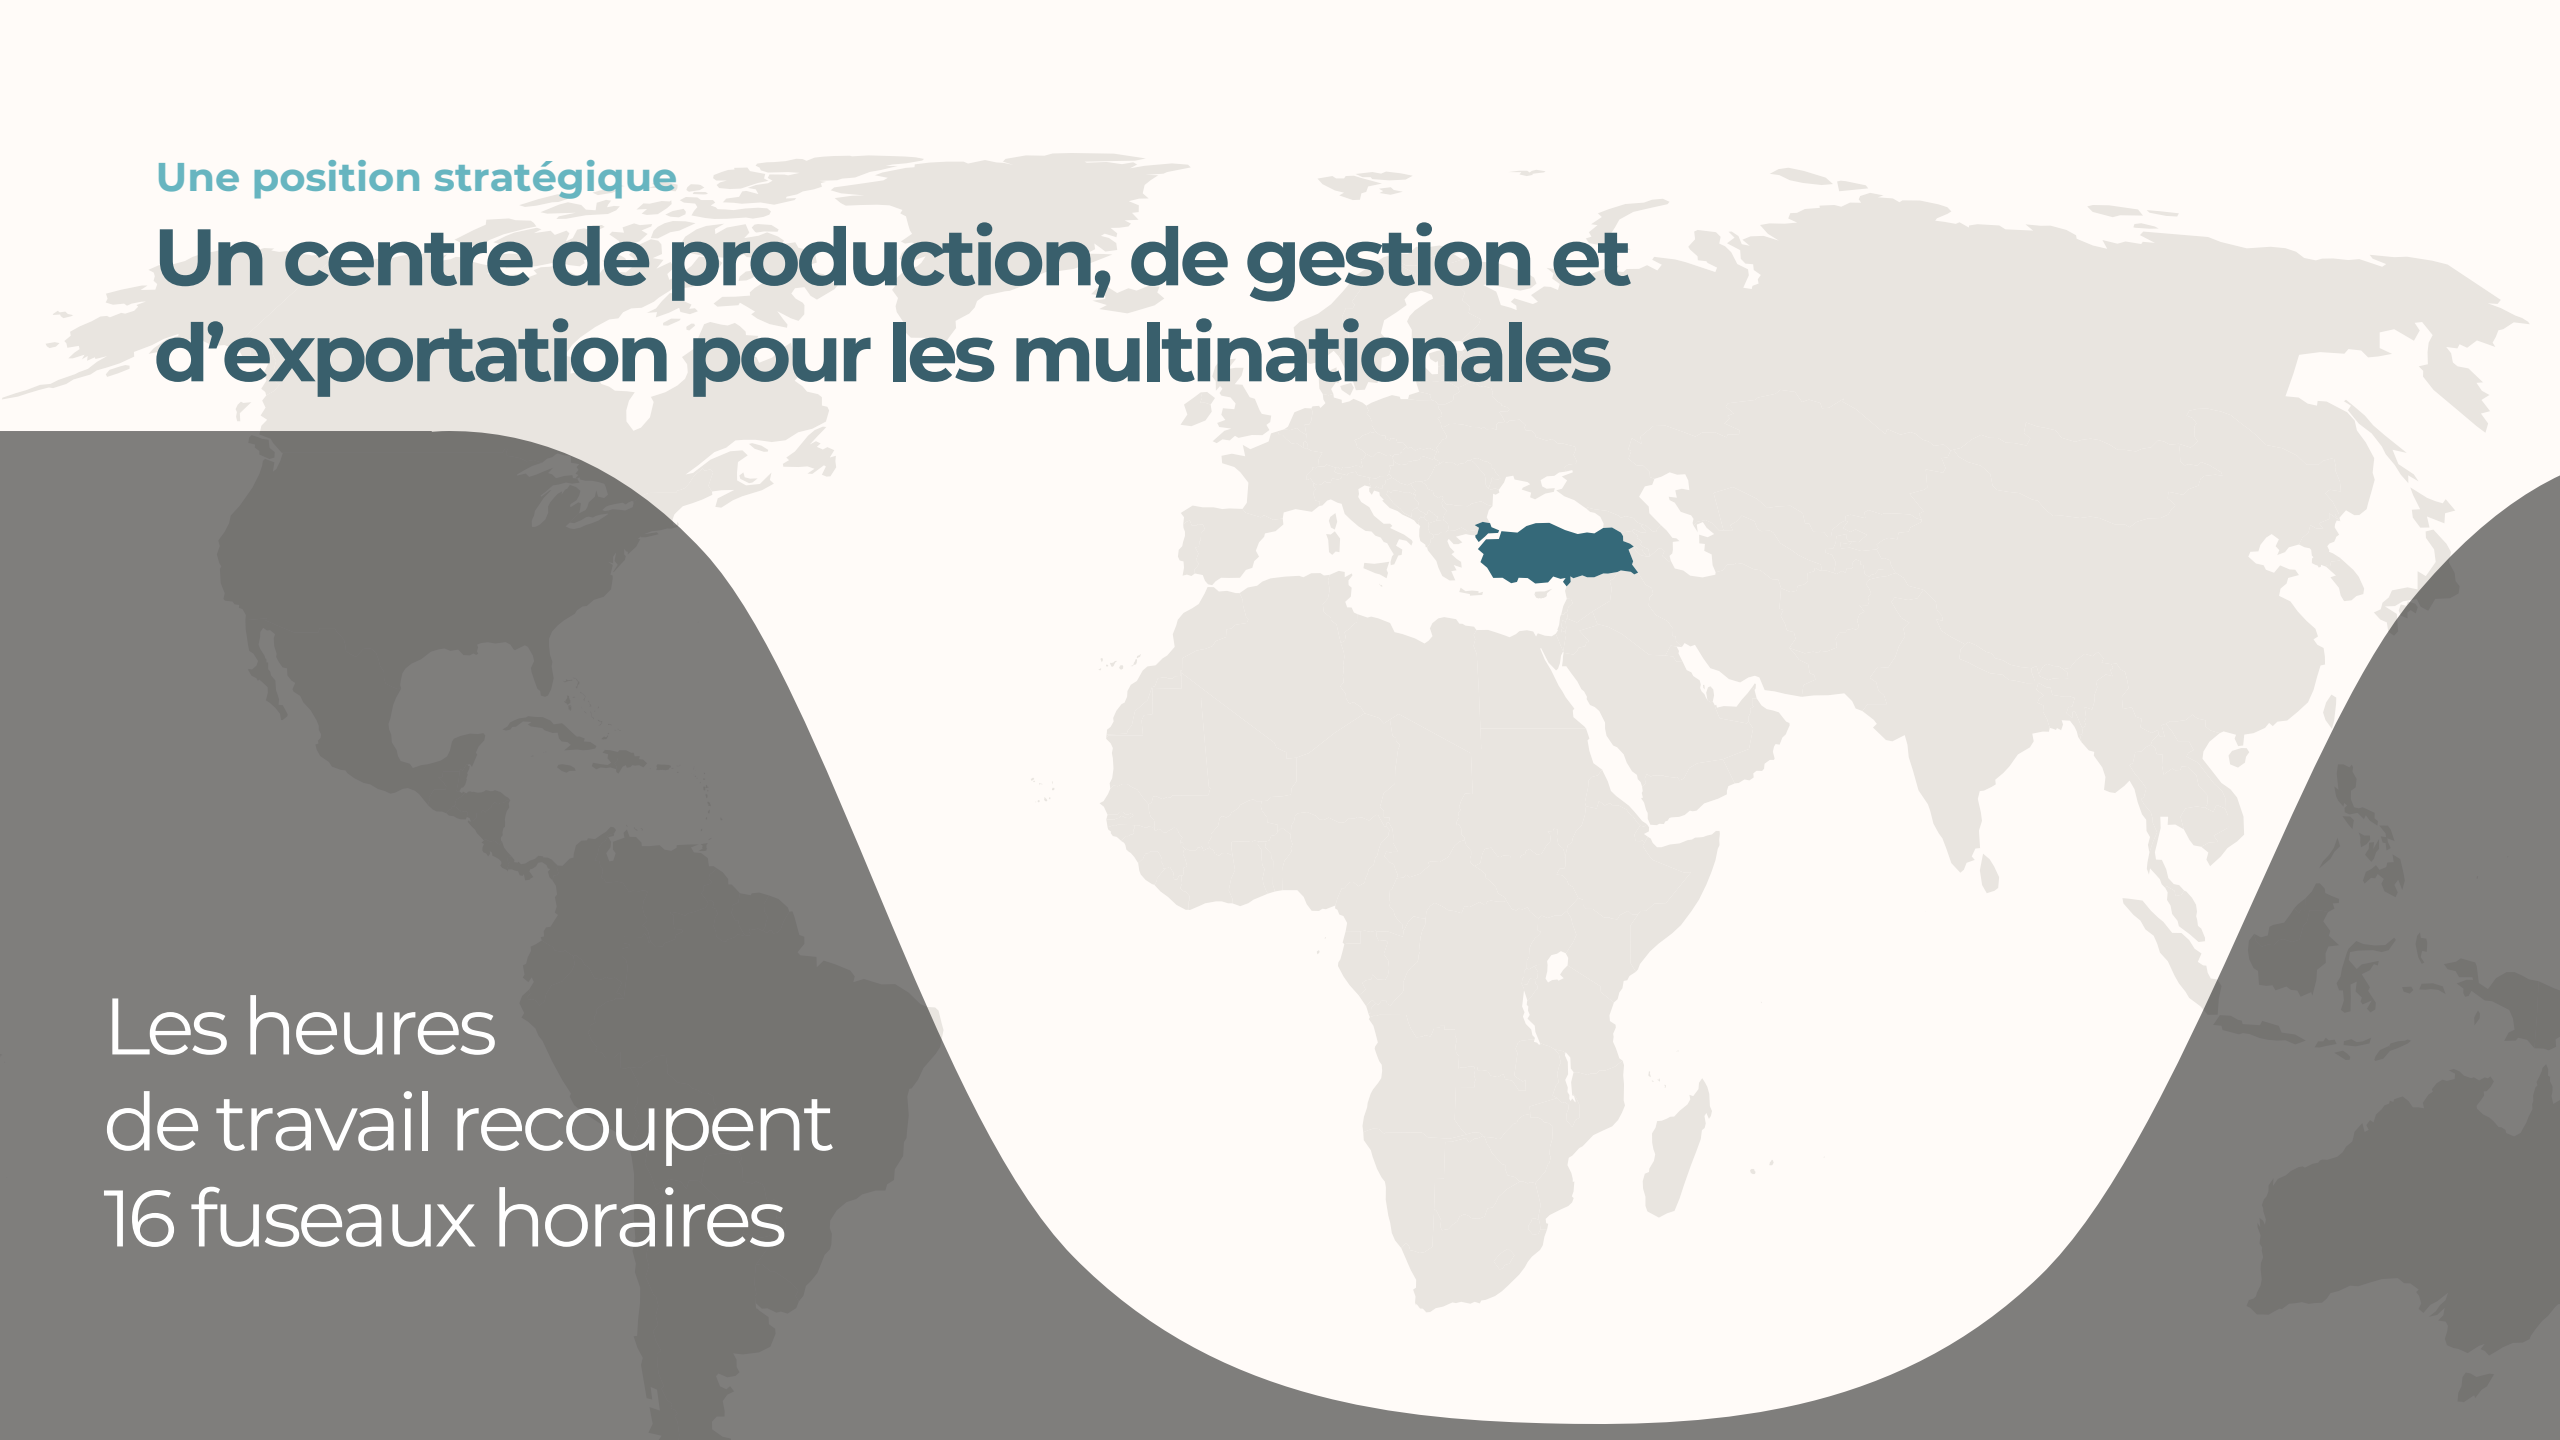 Une position stratégique
Un centre de production, de gestion et
d’exportation pour les multinationales
Les heures
de travail recoupent
16 fuseaux horaires